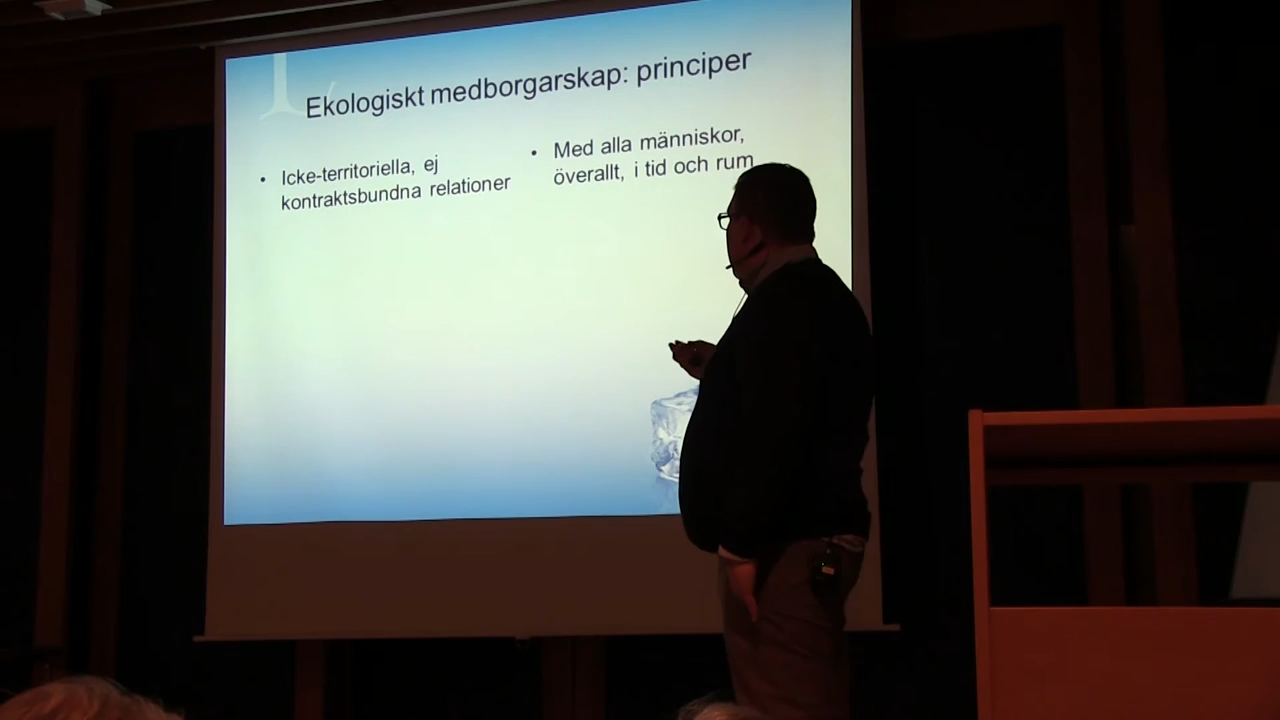 Ekologiskt medborgarskap: principer
• Icke-territoriella, ej
kontraktsbundna relationer
• Med alla människor,
överallt, i tid och rum